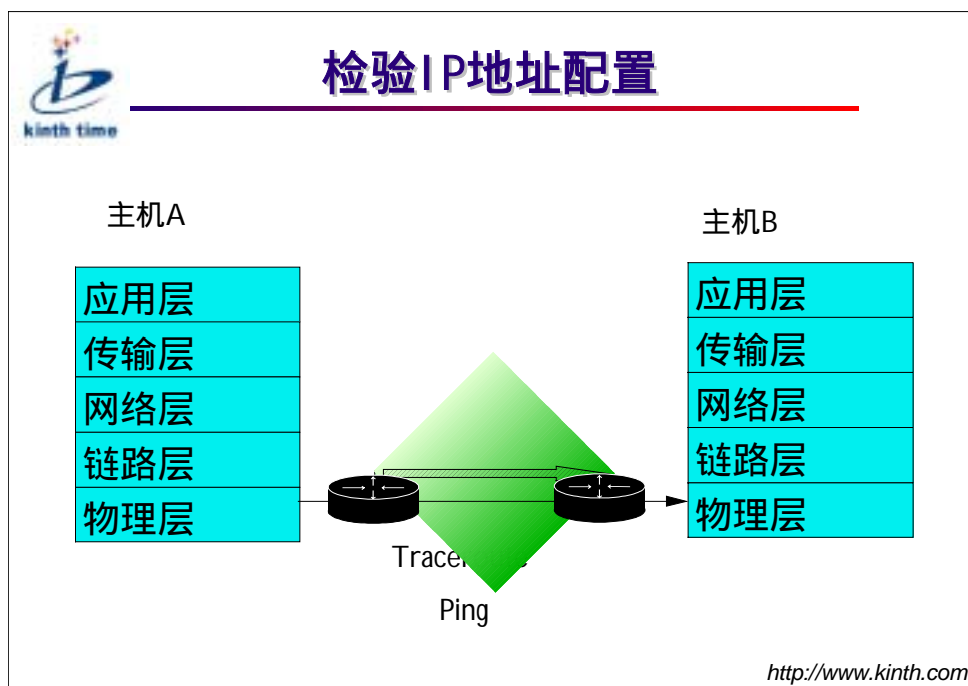 kinth time
检验IP地址配置
主机A
主机B
应用层
传输层
网络层
链路层
物理层
应用层
传输层
网络层
链路层
物理层
Ping
http://www.kinth.com